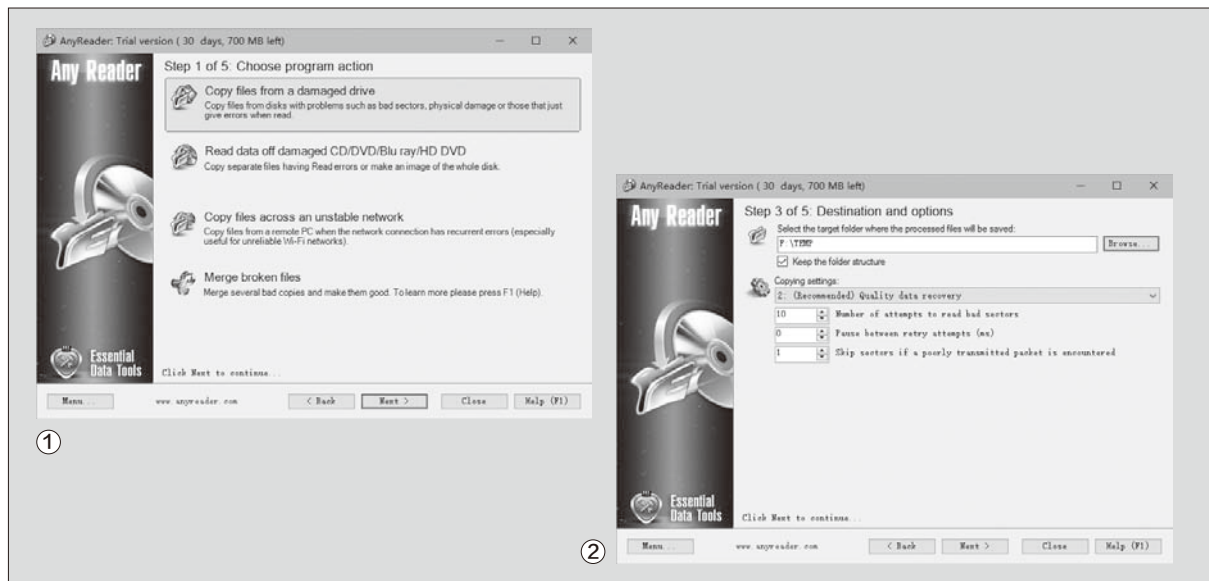 AnyReader: Trial version ( 30 days, 700 MB left)
Any Reader
Step 1 of 5: Choose program action
Copy files from a damaged drive
Copy files from disks with problems such as bad sectors, physical damage or those that just
give errors when read.
Read data off damaged CD/DVD/Blu ray/HD DVD
Copy separate files having Read errors or make an image of the whole disk.
Copy files across an unstable network
Copy files from a remote PC when the network connection has recurrent errors (especially
useful for unreliable Wi-Fi networks).
Merge broken files
Merge several bad copies and make them good. To learn more please press F1 (Help).
Essential
Data Tools
Click Next to continue...
Menu...
www.anyreader.com
< Back
Next >
Close
Help (F1)
①
AnyReader: Trial version ( 30 days, 700 MB left)
Any Reader
Step 3 of 5: Destination and options
Select the target folder where the processed files will be saved:
F:\TEMP
Browse...
Keep the folder structure
Copying settings:
2: (Recommended) Quality data recovery
10 Number of attempts to read bad sectors
0 Pause between retry attempts (ms)
1 Skip sectors if a poorly transmitted packet is encountered
Essential
Data Tools
Click Next to continue...
Menu...
www.anyreader.com
< Back
Next >
Close
Help (F1)
②